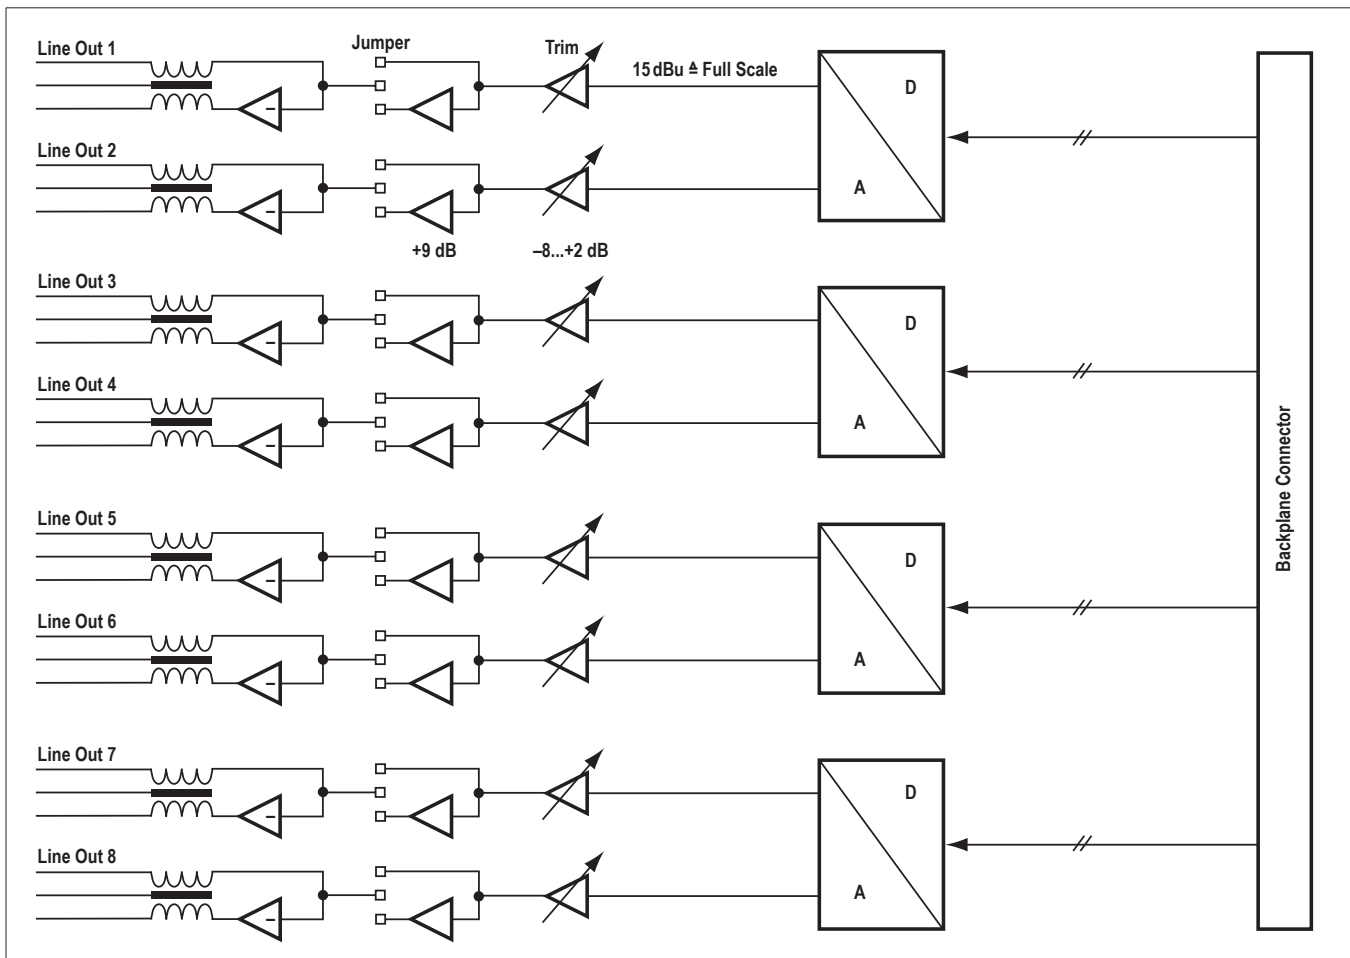 Line Out 1
Jumper
Trim
15 dBu ≙ Full Scale
D
A
–
Line Out 2
–
+9 dB
–8...+2 dB
Line Out 3
–
D
A
Line Out 4
–
Backplane Connector
Line Out 5
–
D
A
Line Out 6
–
Line Out 7
–
D
A
Line Out 8
–